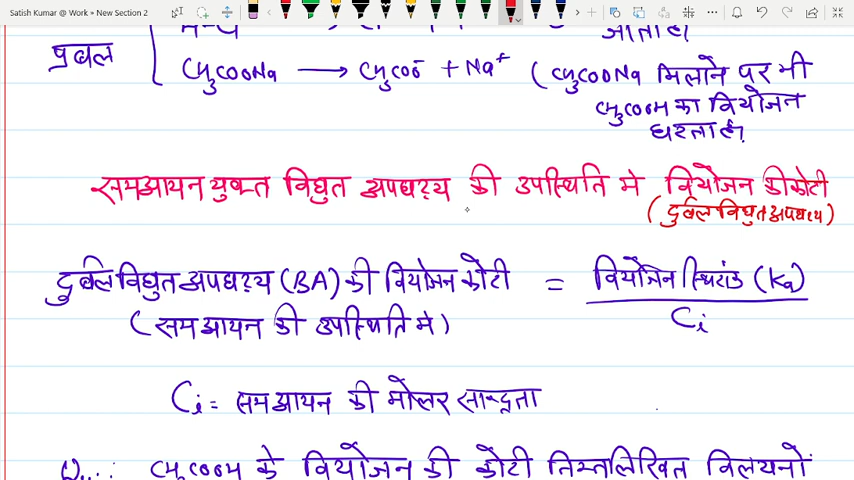 Satish Kumar @ Work » New Section 2
प्रबल
जाता है।
CH3COONa ⟶ CH3COO⁻ + Na⁺ (CH3COONa मिलाने पर भी
CH3COOH का वियोजन
घटता है।
समआयन युक्त विद्युत अपघट्य की उपस्थिति मे वियोजन की कोटी
(दुर्बल विद्युत अपघट्य)
दुर्बल विद्युत अपघट्य (BA) की वियोजन कोटी = वियोजन स्थिरांक (Ka)
(समआयन की उपस्थिति मे) Ci
Ci = समआयन की मोलर सान्द्रता
CH3COOH के वियोजन की कोटी निम्नलिखित विलयनों